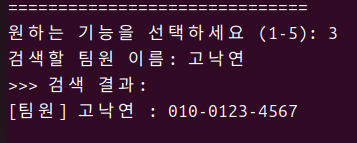 ==============================
원하는 기능을 선택하세요 (1-5): 3
검색할 팀원 이름: 고낙연
>>> 검색 결과:
[팀원] 고낙연 : 010-0123-4567